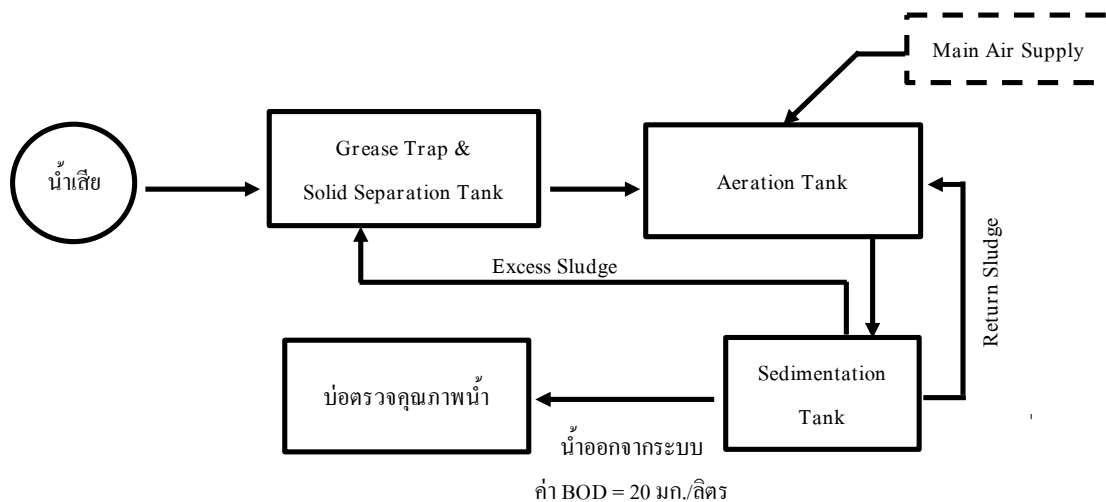 Main Air Supply
น้ำเสีย
Grease Trap &
Solid Separation Tank
Aeration Tank
Excess Sludge
Return Sludge
Sedimentation
Tank
บ่อตรวจคุณภาพน้ำ
น้ำออกจากระบบ
ค่า BOD = 20 มก./ลิตร